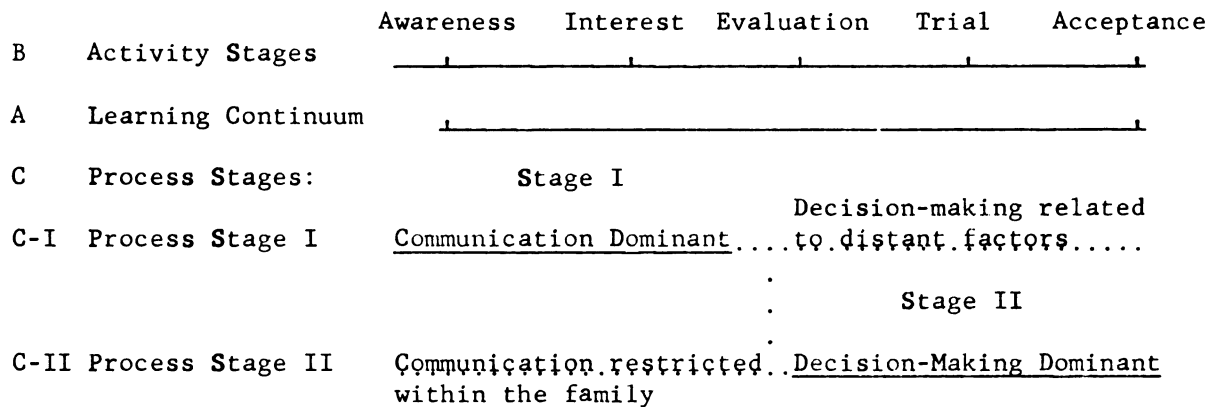 Awareness Interest Evaluation Trial Acceptance
B Activity Stages
A Learning Continuum
C Process Stages: Stage I
Decision-making related
C-I Process Stage I Communication Dominant....to distant factors.....
Stage II
C-II Process Stage II Communication restricted..Decision-Making Dominant
within the family